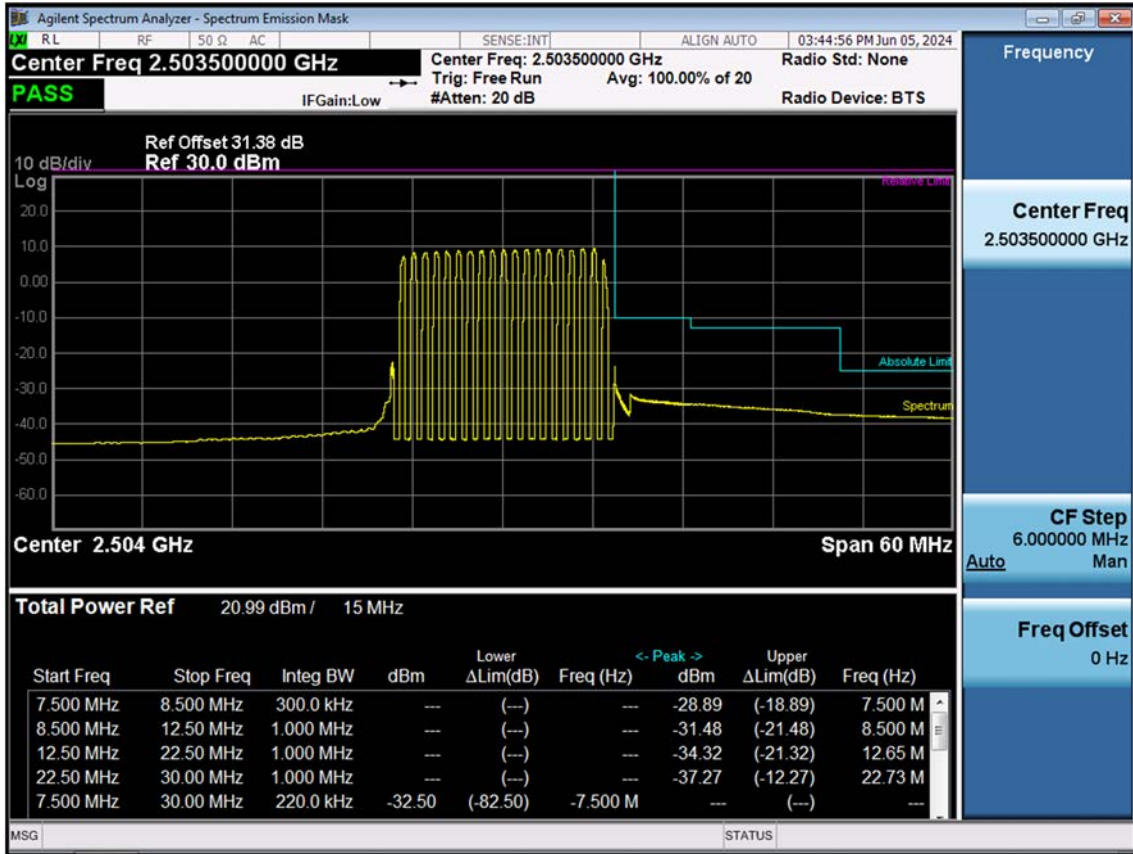 Agilent Spectrum Analyzer - Spectrum Emission Mask
LXI RL RF 50 Ω AC SENSE:INT ALIGN AUTO 03:44:56 PM Jun 05, 2024
Center Freq 2.503500000 GHz
PASS
IFGain:Low
Center Freq: 2.503500000 GHz
Trig: Free Run Avg: 100.00% of 20
#Atten: 20 dB
Radio Std: None
Radio Device: BTS
Ref Offset 31.38 dB
10 dB/div Ref 30.0 dBm
Log
Relative Limit
20.0
10.0
0.00
-10.0
-20.0
Absolute Limit
-30.0
Spectrum
-40.0
-50.0
-60.0
Center 2.504 GHz Span 60 MHz
Total Power Ref 20.99 dBm / 15 MHz
Lower <- Peak -> Upper
Start Freq Stop Freq Integ BW dBm ΔLim(dB) Freq (Hz) dBm ΔLim(dB) Freq (Hz)
7.500 MHz 8.500 MHz 300.0 kHz --- (---) --- -28.89 (-18.89) 7.500 M
8.500 MHz 12.50 MHz 1.000 MHz --- (---) --- -31.48 (-21.48) 8.500 M
12.50 MHz 22.50 MHz 1.000 MHz --- (---) --- -34.32 (-21.32) 12.65 M
22.50 MHz 30.00 MHz 1.000 MHz --- (---) --- -37.27 (-12.27) 22.73 M
7.500 MHz 30.00 MHz 220.0 kHz -32.50 (-82.50) -7.500 M --- (---) ---
MSG STATUS
Frequency
Center Freq
2.503500000 GHz
CF Step
6.000000 MHz
Auto Man
Freq Offset
0 Hz